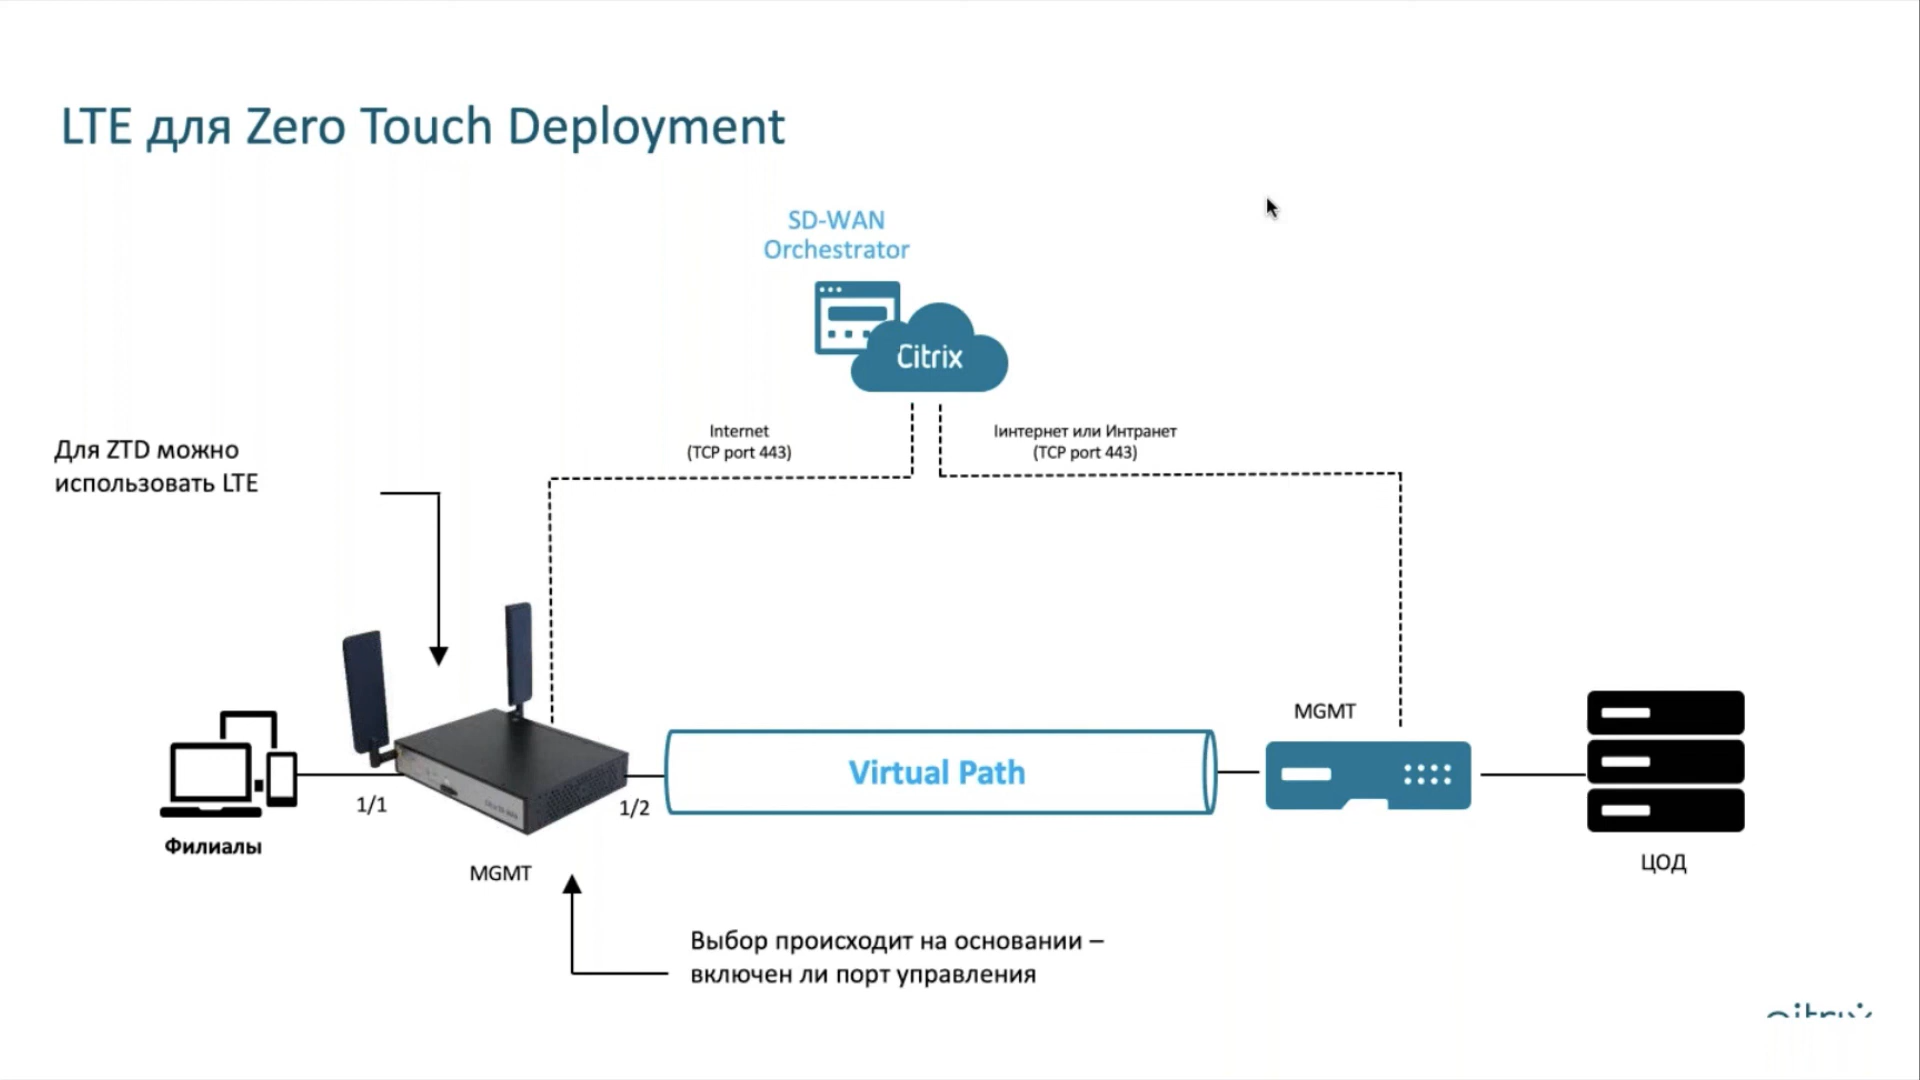 LTE для Zero Touch Deployment
SD-WAN
Orchestrator
Citrix
Internet
(TCP port 443)
Iинтернет или Интранет
(TCP port 443)
Для ZTD можно
использовать LTE
MGMT
Virtual Path
1/1
1/2
Филиалы
MGMT
ЦОД
Выбор происходит на основании –
включен ли порт управления
citrix